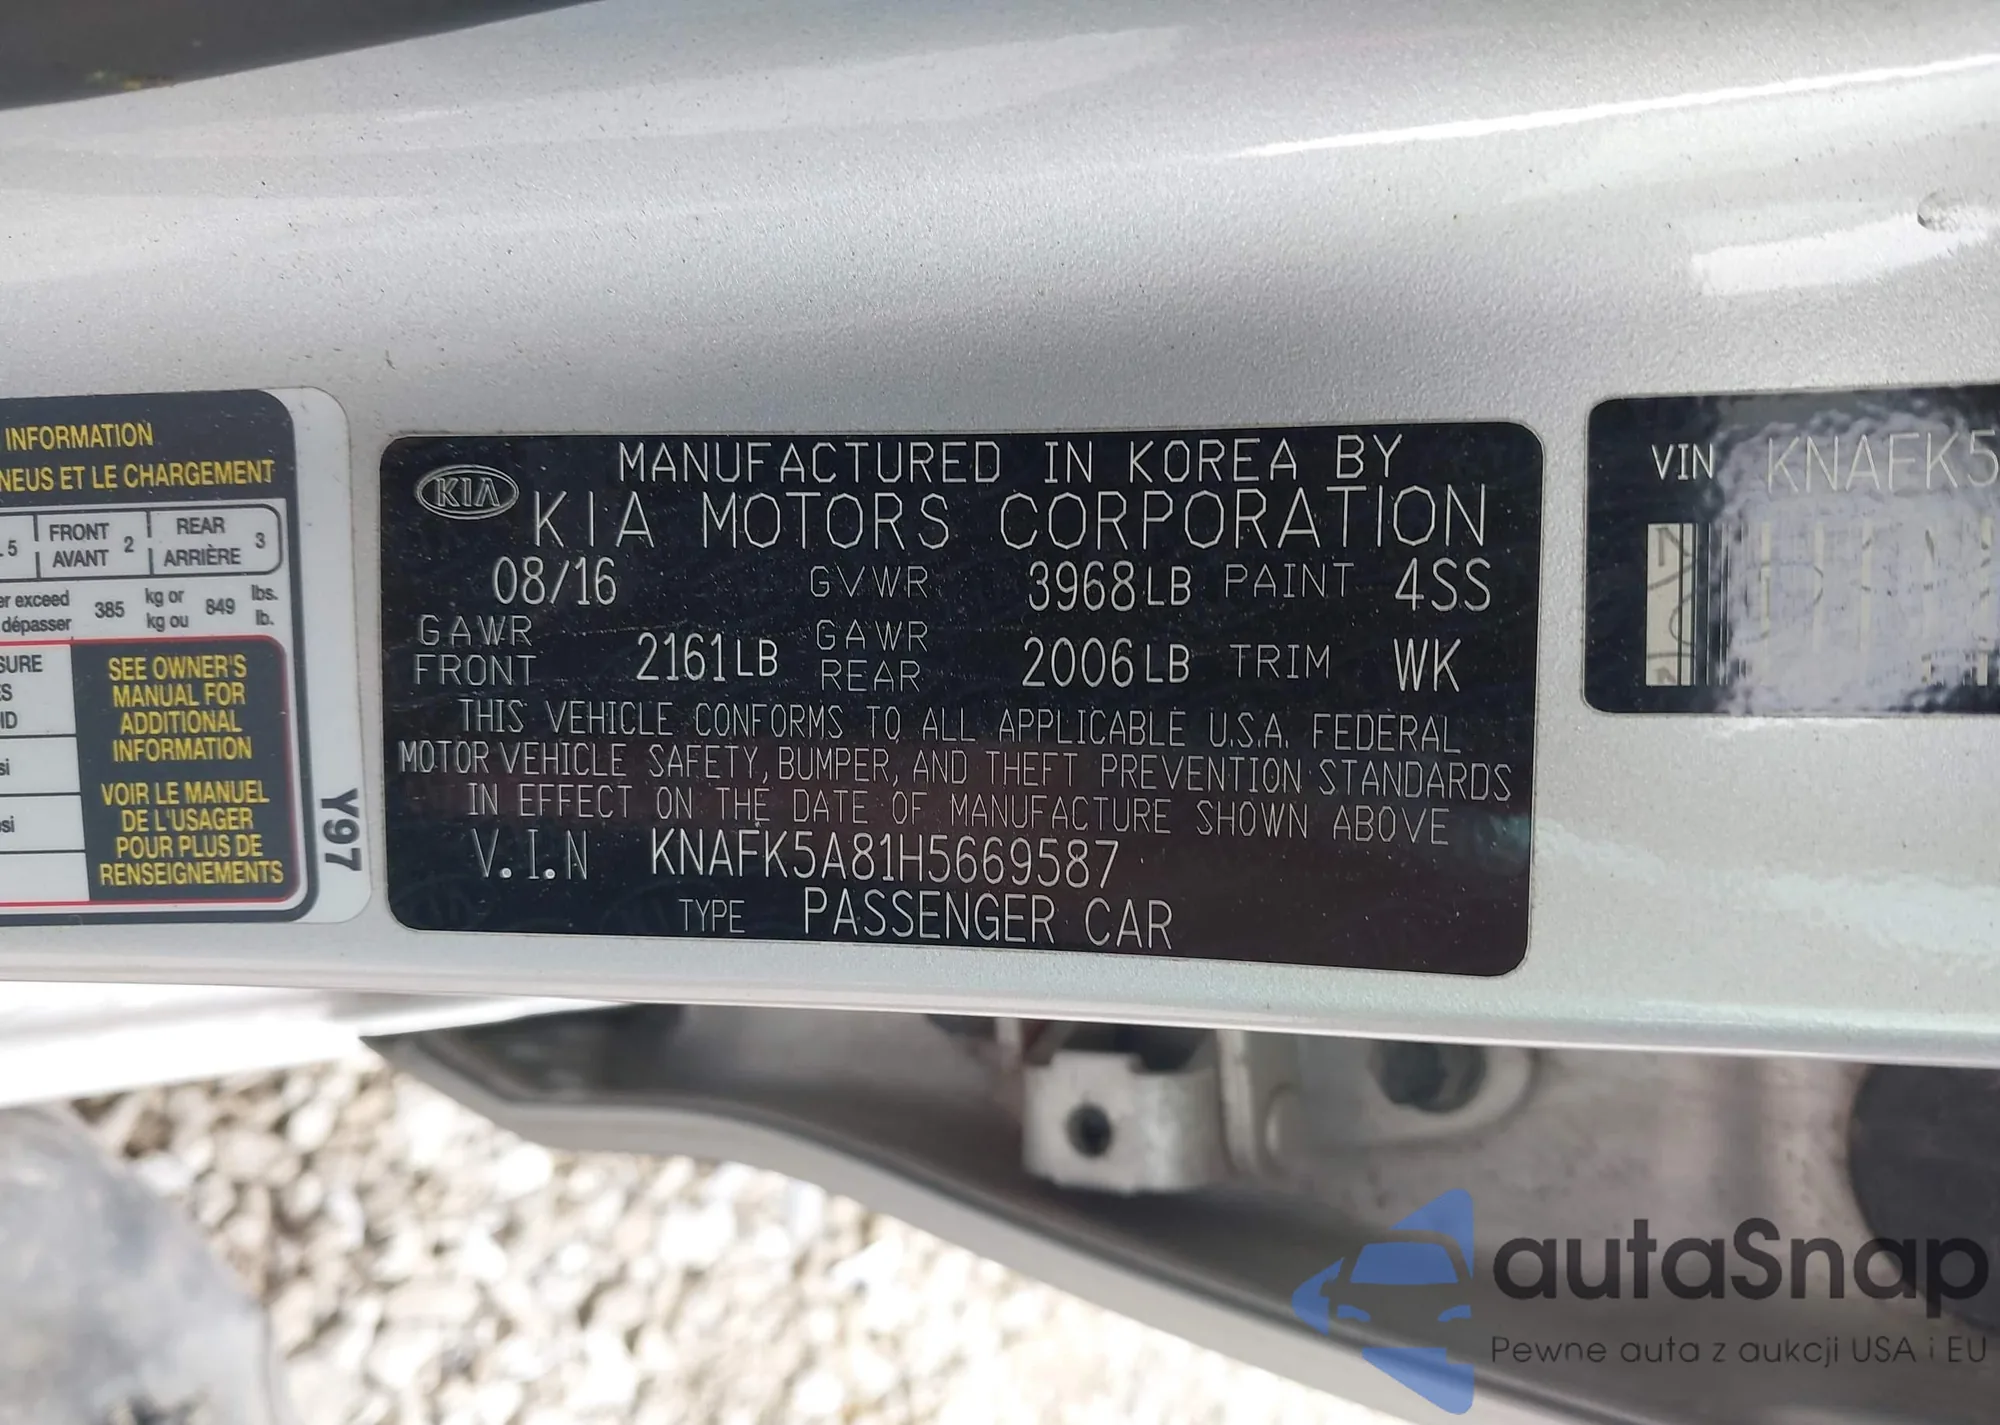 INFORMATION
NEUS ET LE CHARGEMENT
5 FRONT AVANT 2 REAR ARRIÈRE 3
er exceed 385 kg or 849 lbs.
dépasser kg ou lb.
SEE OWNER'S
MANUAL FOR
ADDITIONAL
INFORMATION
VOIR LE MANUEL
DE L'USAGER
POUR PLUS DE
RENSEIGNEMENTS
Y97
KIA
MANUFACTURED IN KOREA BY
KIA MOTORS CORPORATION
08/16 GVWR 3968LB PAINT 4SS
GAWR FRONT 2161LB GAWR REAR 2006LB TRIM WK
THIS VEHICLE CONFORMS TO ALL APPLICABLE U.S.A. FEDERAL
MOTOR VEHICLE SAFETY, BUMPER, AND THEFT PREVENTION STANDARDS
IN EFFECT ON THE DATE OF MANUFACTURE SHOWN ABOVE
V.I.N KNAFK5A81H5669587
TYPE PASSENGER CAR
VIN KNAFK5
autaSnap
Pewne auta z aukcji USA i EU